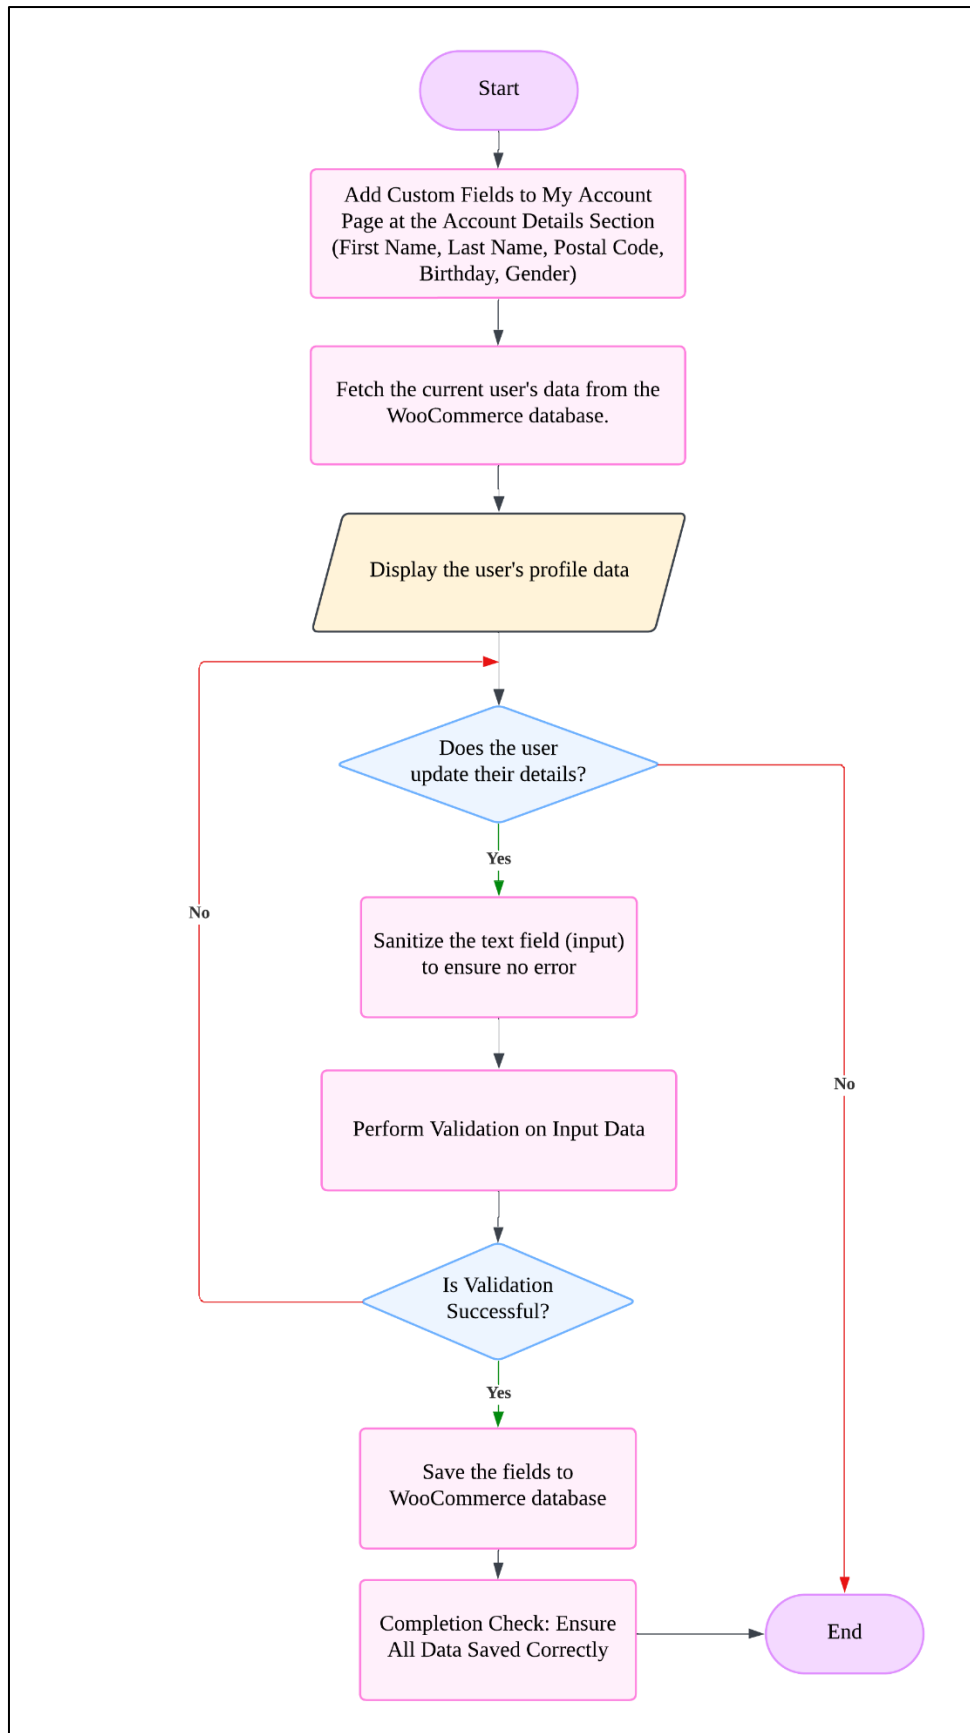 Start
Add Custom Fields to My Account
Page at the Account Details Section
(First Name, Last Name, Postal Code,
Birthday, Gender)
Fetch the current user's data from the
WooCommerce database.
Display the user's profile data
Does the user
update their details?
Yes
No
Sanitize the text field (input)
to ensure no error
No
Perform Validation on Input Data
Is Validation
Successful?
Yes
Save the fields to
WooCommerce database
Completion Check: Ensure
All Data Saved Correctly
End